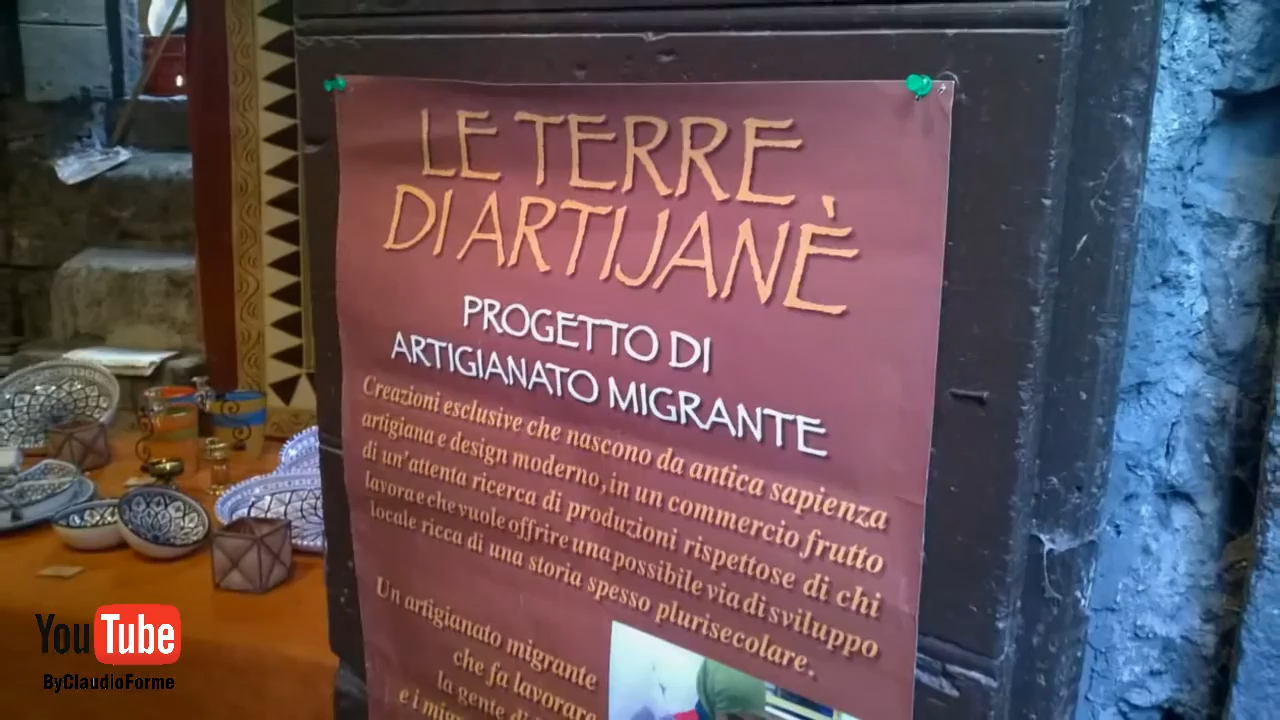 LE TERRE
DI ARTIJANÈ
PROGETTO DI
ARTIGIANATO MIGRANTE
Creazioni esclusive che nascono da antica sapienza
artigiana e design moderno, in un commercio frutto
di un'attenta ricerca di produzioni rispettose di chi
lavora e che vuole offrire una possibile via di sviluppo
locale ricca di una storia spesso plurisecolare.
Un artigianato migrante
che fa lavorare
la gente di
e i
YouTube
ByClaudioForme